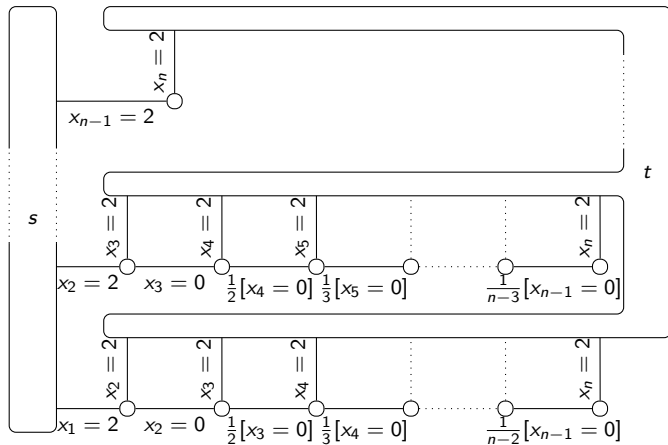 x_n = 2
x_{n−1} = 2
s
t
x_3 = 2
x_4 = 2
x_5 = 2
x_n = 2
x_2 = 2
x_3 = 0
1/2[x_4 = 0]
1/3[x_5 = 0]
1/(n−3)[x_{n−1} = 0]
x_2 = 2
x_3 = 2
x_4 = 2
x_n = 2
x_1 = 2
x_2 = 0
1/2[x_3 = 0]
1/3[x_4 = 0]
1/(n−2)[x_{n−1} = 0]